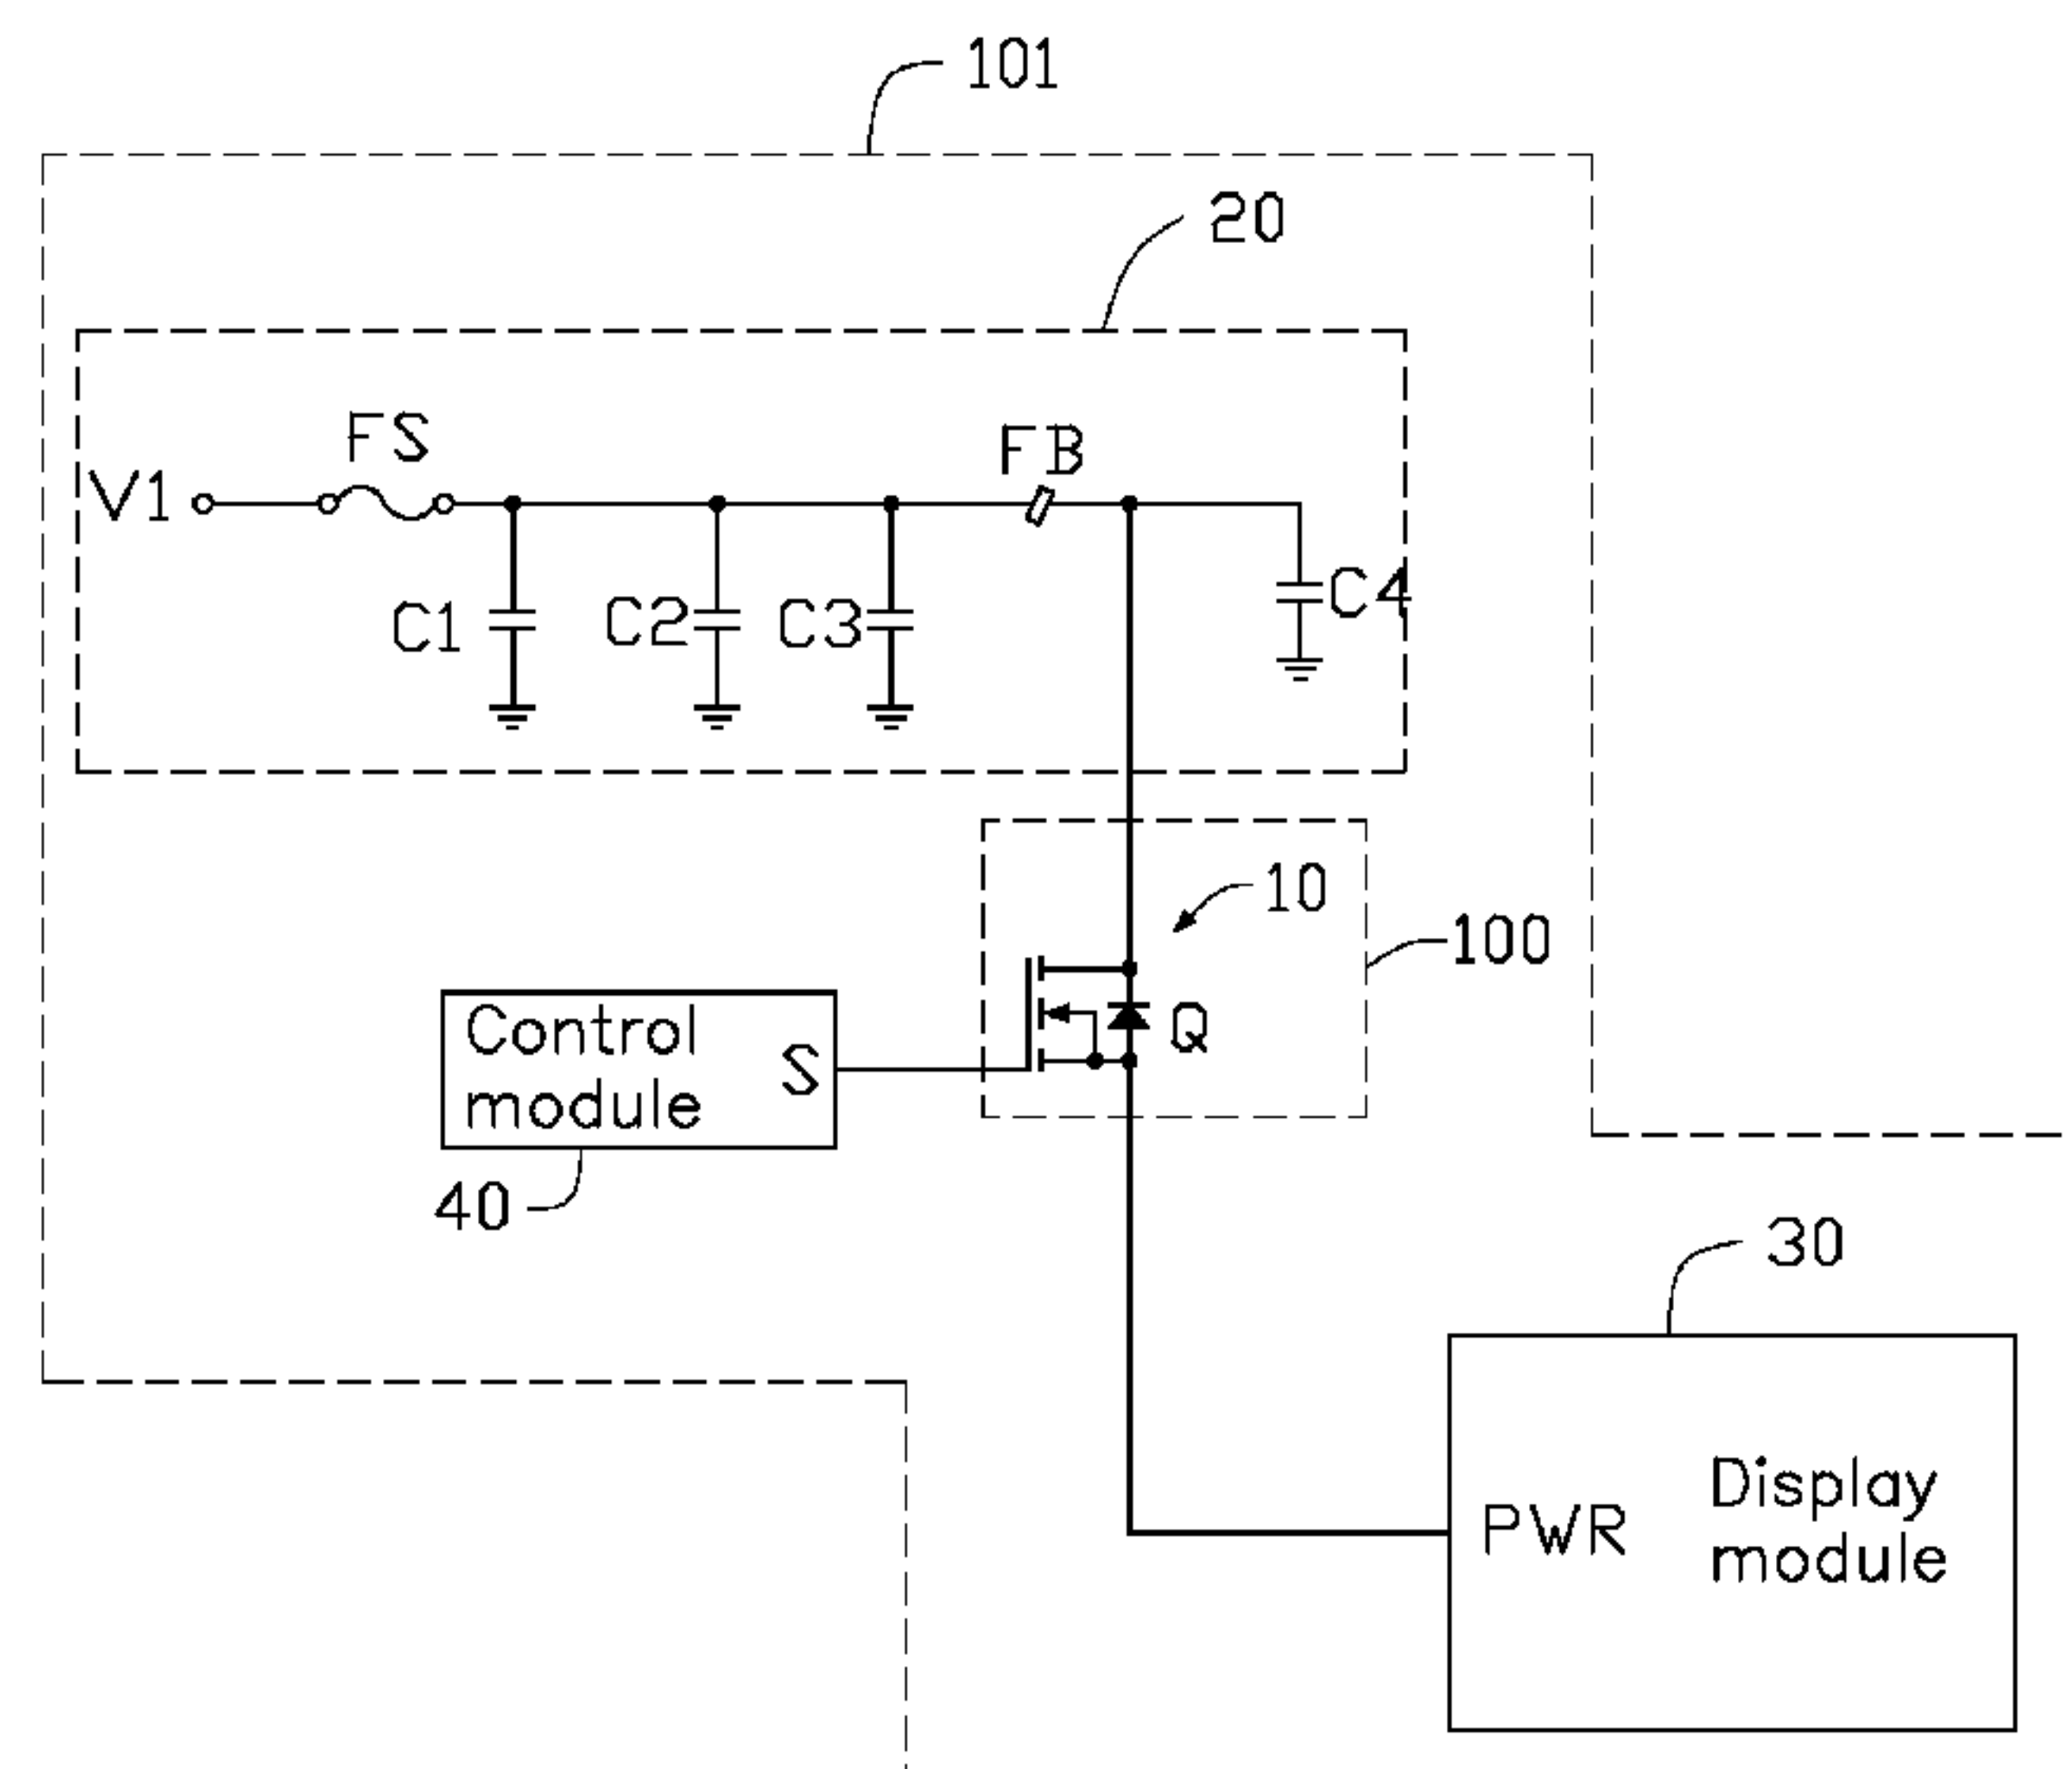 101
20
FS
FB
V1
C1
C2
C3
C4
10
100
Q
Control
module
S
40
30
PWR
Display
module